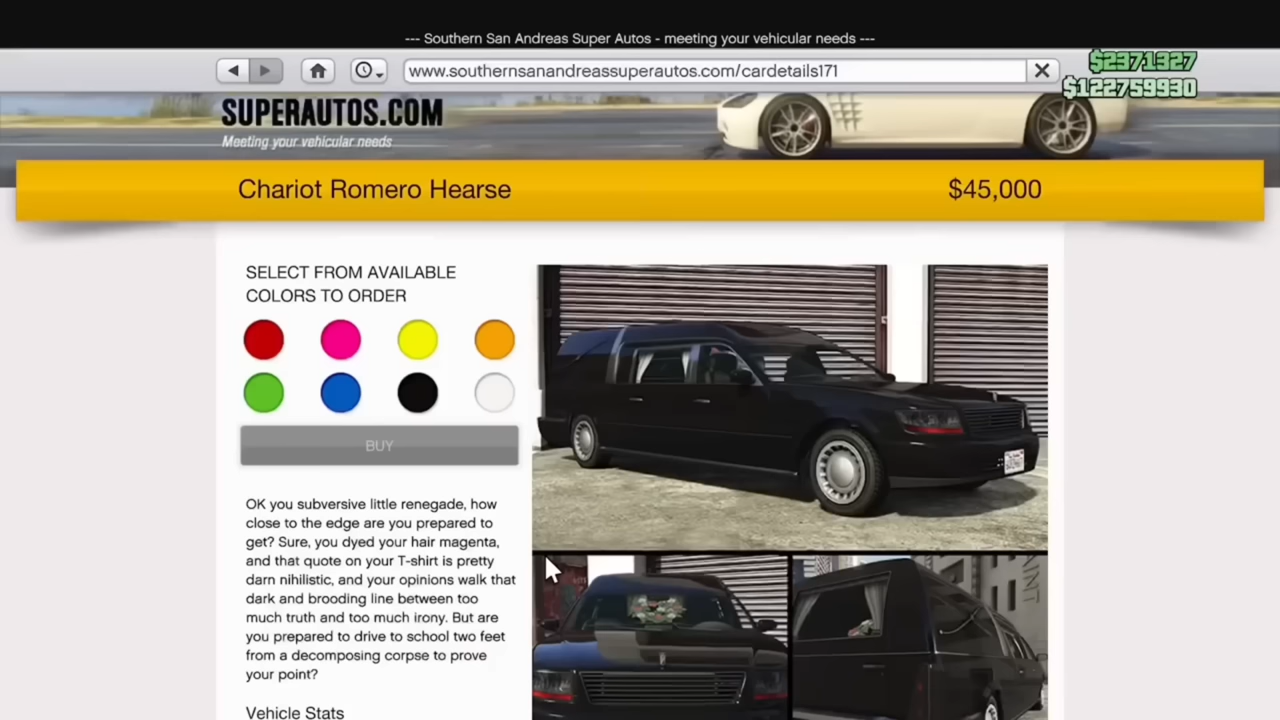 --- Southern San Andreas Super Autos - meeting your vehicular needs ---
www.southernsanandreassuperautos.com/cardetails171
$2371327
$122759930
SUPERAUTOS.COM
Meeting your vehicular needs
Chariot Romero Hearse
$45,000
SELECT FROM AVAILABLE
COLORS TO ORDER
BUY
OK you subversive little renegade, how
close to the edge are you prepared to
get? Sure, you dyed your hair magenta,
and that quote on your T-shirt is pretty
darn nihilistic, and your opinions walk that
dark and brooding line between too
much truth and too much irony. But are
you prepared to drive to school two feet
from a decomposing corpse to prove
your point?
Vehicle Stats